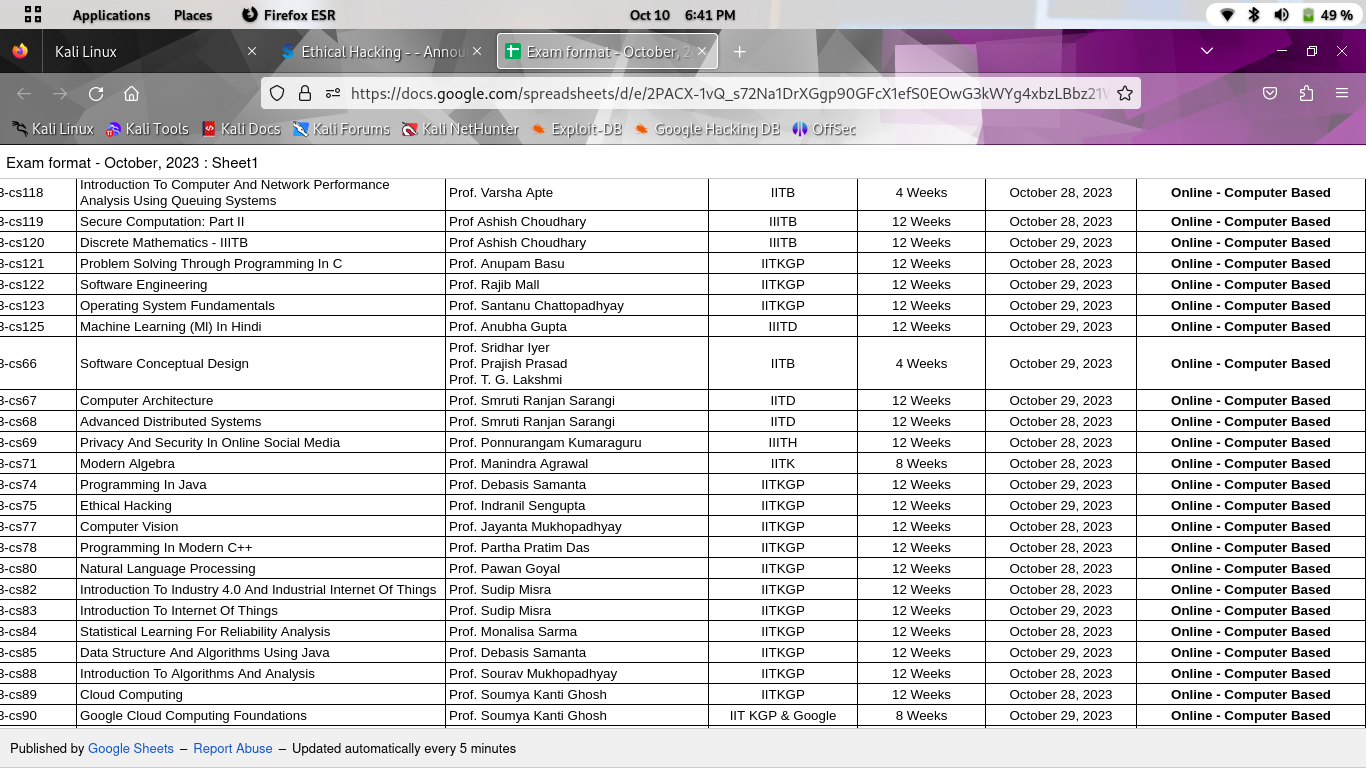 Applications Places Firefox ESR Oct 10 6:41 PM 49 %
Kali Linux Ethical Hacking - - Annou Exam format - October, 2
https://docs.google.com/spreadsheets/d/e/2PACX-1vQ_s72Na1DrXGgp90GFcX1efS0EOwG3kWYg4xbzLBbz21V
Kali Linux Kali Tools Kali Docs Kali Forums Kali NetHunter Exploit-DB Google Hacking DB OffSec
Exam format - October, 2023 : Sheet1
3-cs118 Introduction To Computer And Network Performance
Analysis Using Queuing Systems Prof. Varsha Apte IITB 4 Weeks October 28, 2023 Online - Computer Based
3-cs119 Secure Computation: Part II Prof Ashish Choudhary IIITB 12 Weeks October 28, 2023 Online - Computer Based
3-cs120 Discrete Mathematics - IIITB Prof Ashish Choudhary IIITB 12 Weeks October 29, 2023 Online - Computer Based
3-cs121 Problem Solving Through Programming In C Prof. Anupam Basu IITKGP 12 Weeks October 28, 2023 Online - Computer Based
3-cs122 Software Engineering Prof. Rajib Mall IITKGP 12 Weeks October 29, 2023 Online - Computer Based
3-cs123 Operating System Fundamentals Prof. Santanu Chattopadhyay IITKGP 12 Weeks October 29, 2023 Online - Computer Based
3-cs125 Machine Learning (Ml) In Hindi Prof. Anubha Gupta IIITD 12 Weeks October 29, 2023 Online - Computer Based
3-cs66 Software Conceptual Design Prof. Sridhar Iyer
Prof. Prajish Prasad
Prof. T. G. Lakshmi IITB 4 Weeks October 29, 2023 Online - Computer Based
3-cs67 Computer Architecture Prof. Smruti Ranjan Sarangi IITD 12 Weeks October 29, 2023 Online - Computer Based
3-cs68 Advanced Distributed Systems Prof. Smruti Ranjan Sarangi IITD 12 Weeks October 28, 2023 Online - Computer Based
3-cs69 Privacy And Security In Online Social Media Prof. Ponnurangam Kumaraguru IIITH 12 Weeks October 29, 2023 Online - Computer Based
3-cs71 Modern Algebra Prof. Manindra Agrawal IITK 8 Weeks October 28, 2023 Online - Computer Based
3-cs74 Programming In Java Prof. Debasis Samanta IITKGP 12 Weeks October 28, 2023 Online - Computer Based
3-cs75 Ethical Hacking Prof. Indranil Sengupta IITKGP 12 Weeks October 29, 2023 Online - Computer Based
3-cs77 Computer Vision Prof. Jayanta Mukhopadhyay IITKGP 12 Weeks October 28, 2023 Online - Computer Based
3-cs78 Programming In Modern C++ Prof. Partha Pratim Das IITKGP 12 Weeks October 28, 2023 Online - Computer Based
3-cs80 Natural Language Processing Prof. Pawan Goyal IITKGP 12 Weeks October 28, 2023 Online - Computer Based
3-cs82 Introduction To Industry 4.0 And Industrial Internet Of Things Prof. Sudip Misra IITKGP 12 Weeks October 28, 2023 Online - Computer Based
3-cs83 Introduction To Internet Of Things Prof. Sudip Misra IITKGP 12 Weeks October 29, 2023 Online - Computer Based
3-cs84 Statistical Learning For Reliability Analysis Prof. Monalisa Sarma IITKGP 12 Weeks October 28, 2023 Online - Computer Based
3-cs85 Data Structure And Algorithms Using Java Prof. Debasis Samanta IITKGP 12 Weeks October 29, 2023 Online - Computer Based
3-cs88 Introduction To Algorithms And Analysis Prof. Sourav Mukhopadhyay IITKGP 12 Weeks October 28, 2023 Online - Computer Based
3-cs89 Cloud Computing Prof. Soumya Kanti Ghosh IITKGP 12 Weeks October 28, 2023 Online - Computer Based
3-cs90 Google Cloud Computing Foundations Prof. Soumya Kanti Ghosh IIT KGP & Google 8 Weeks October 29, 2023 Online - Computer Based
Published by Google Sheets – Report Abuse – Updated automatically every 5 minutes